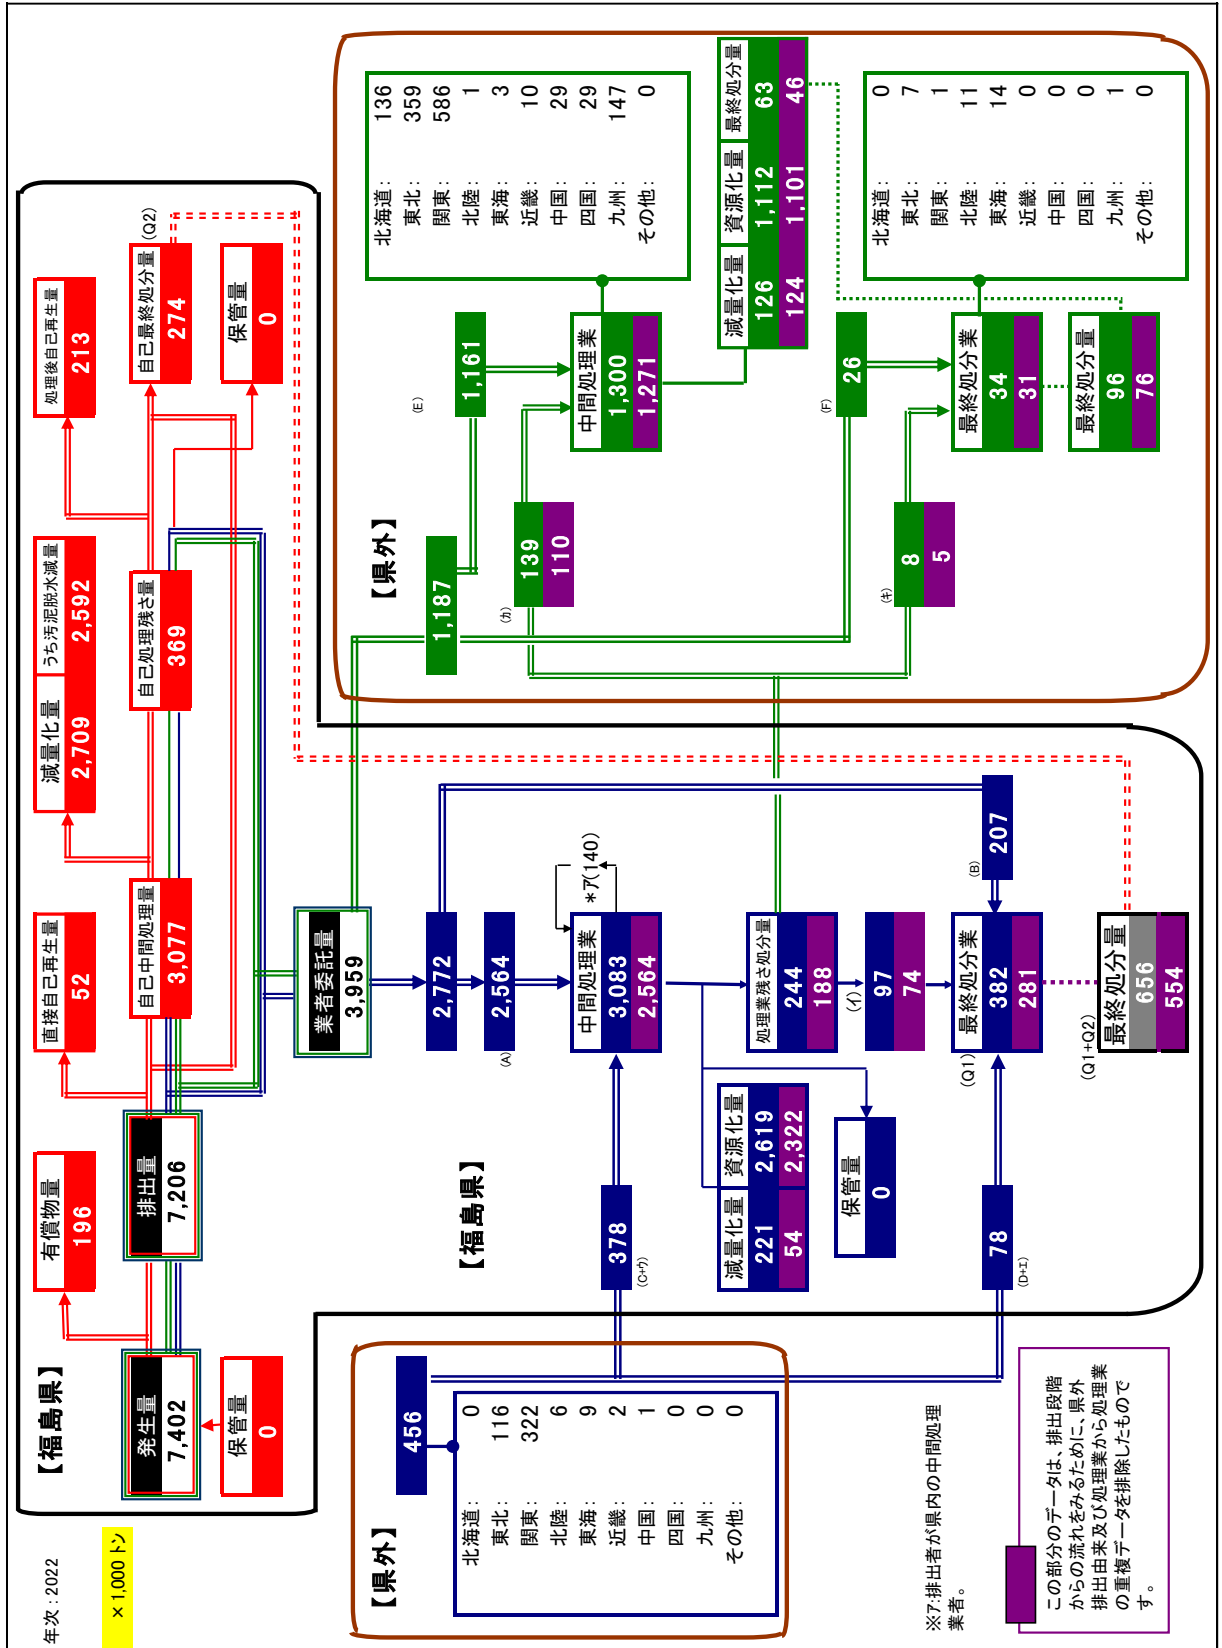 年次：2022
×1,000トン
【福島県】
発生量
7,402
保管量
0
有償物量
196
排出量
7,206
直接自己再生量
52
自己中間処理量
3,077
減量化量
うち汚泥脱水減量
2,709
2,592
自己処理残さ量
369
処理後自己再生量
213
自己最終処分量
274
(Q2)
保管量
0
業者委託量
3,959
【県外】
456
北海道： 0
東北： 116
関東： 322
北陸： 6
東海： 9
近畿： 2
中国： 1
四国： 0
九州： 0
その他： 0
【福島県】
2,772
2,564
(A)
378
(C+ウ)
中間処理業
3,083
2,564
*ア(140)
減量化量 資源化量
221 2,619
54 2,322
保管量
0
処理業残さ処分量
244
188
(イ)
97
74
207
(B)
78
(D+エ)
最終処分業
(Q1)
382
281
(Q1+Q2)
最終処分量
656
554
【県外】
1,187
1,161
(E)
139
110
(カ)
中間処理業
1,300
1,271
北海道： 136
東北： 359
関東： 586
北陸： 1
東海： 3
近畿： 10
中国： 29
四国： 29
九州： 147
その他： 0
減量化量 資源化量 最終処分量
126 1,112 63
124 1,101 46
26
(F)
8
5
(キ)
最終処分業
34
31
北海道： 0
東北： 7
関東： 1
北陸： 11
東海： 14
近畿： 0
中国： 0
四国： 0
九州： 1
その他： 0
最終処分量
96
76
※ア:排出者が県内の中間処理
業者。
この部分のデータは、排出段階
からの流れをみるために、県外
排出由来及び処理業から処理業
の重複データを排除したもので
す。